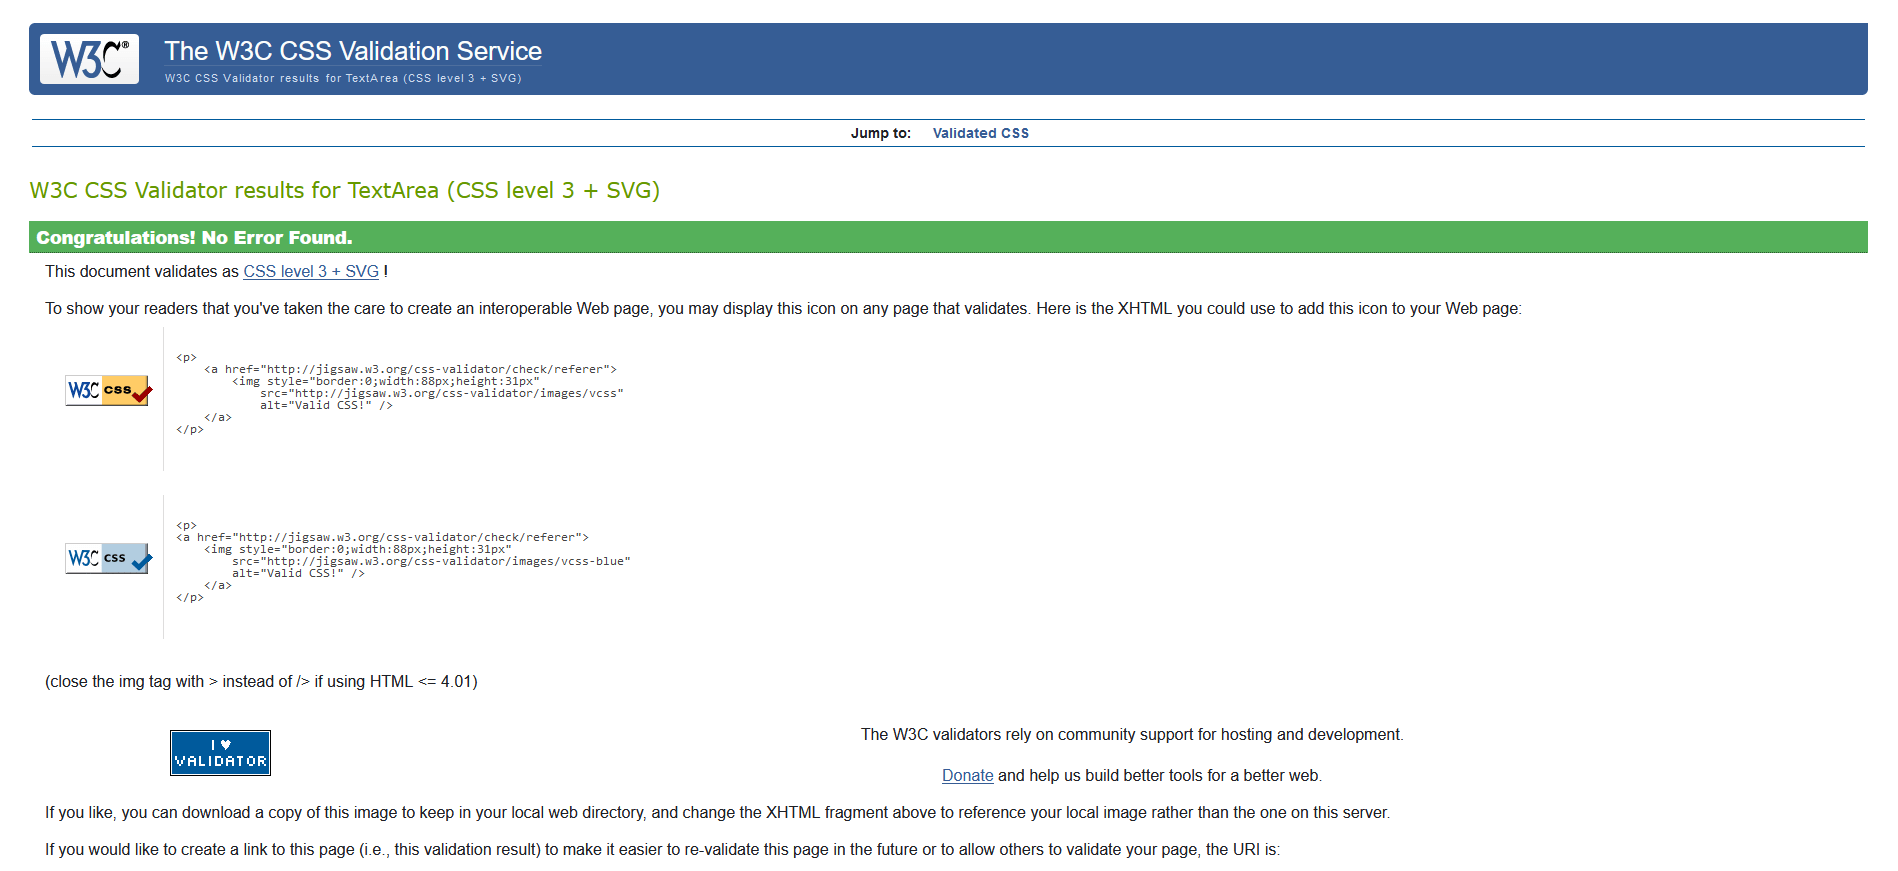 W3C®
The W3C CSS Validation Service
W3C CSS Validator results for TextArea (CSS level 3 + SVG)
Jump to: Validated CSS
W3C CSS Validator results for TextArea (CSS level 3 + SVG)
Congratulations! No Error Found.
This document validates as CSS level 3 + SVG !
To show your readers that you've taken the care to create an interoperable Web page, you may display this icon on any page that validates. Here is the XHTML you could use to add this icon to your Web page:
W3C css
<p>
    <a href="http://jigsaw.w3.org/css-validator/check/referer">
        <img style="border:0;width:88px;height:31px"
            src="http://jigsaw.w3.org/css-validator/images/vcss"
            alt="Valid CSS!" />
    </a>
</p>
W3C css
<p>
<a href="http://jigsaw.w3.org/css-validator/check/referer">
    <img style="border:0;width:88px;height:31px"
        src="http://jigsaw.w3.org/css-validator/images/vcss-blue"
        alt="Valid CSS!" />
    </a>
</p>
(close the img tag with > instead of /> if using HTML <= 4.01)
I ♥
VALIDATOR
The W3C validators rely on community support for hosting and development.
Donate and help us build better tools for a better web.
If you like, you can download a copy of this image to keep in your local web directory, and change the XHTML fragment above to reference your local image rather than the one on this server.
If you would like to create a link to this page (i.e., this validation result) to make it easier to re-validate this page in the future or to allow others to validate your page, the URI is: